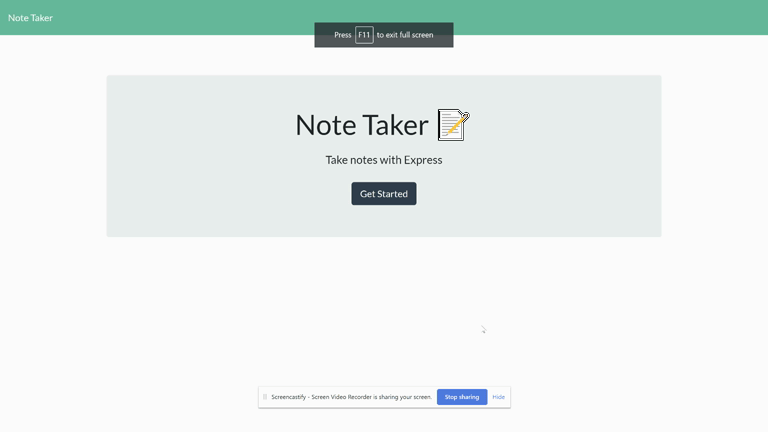 Note Taker
Press F11 to exit full screen
Note Taker
Take notes with Express
Get Started
Screencastify - Screen Video Recorder is sharing your screen. Stop sharing Hide